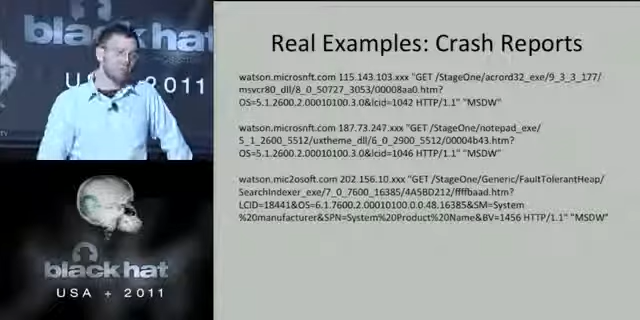 black hat
USA 2011
Real Examples: Crash Reports
watson.microsnft.com 115.143.103.xxx "GET /StageOne/acrord32_exe/9_3_3_177/
msvcr80_dll/8_0_50727_3053/00008aa0.htm?
OS=5.1.2600.2.00010100.3.0&lcid=1042 HTTP/1.1" "MSDW"
watson.microsnft.com 187.73.247.xxx "GET /StageOne/notepad_exe/
5_1_2600_5512/uxtheme_dll/6_0_2900_5512/00004b43.htm?
OS=5.1.2600.2.00010100.3.0&lcid=1046 HTTP/1.1" "MSDW"
watson.mic2osoft.com 202.156.10.xxx "GET /StageOne/Generic/FaultTolerantHeap/
SearchIndexer_exe/7_0_7600_16385/4A5BD212/ffffbaad.htm?
LCID=18441&OS=6.1.7600.2.00010100.0.0.48.16385&SM=System
%20manufacturer&SPN=System%20Product%20Name&BV=1456 HTTP/1.1" "MSDW"
black hat
USA + 2011